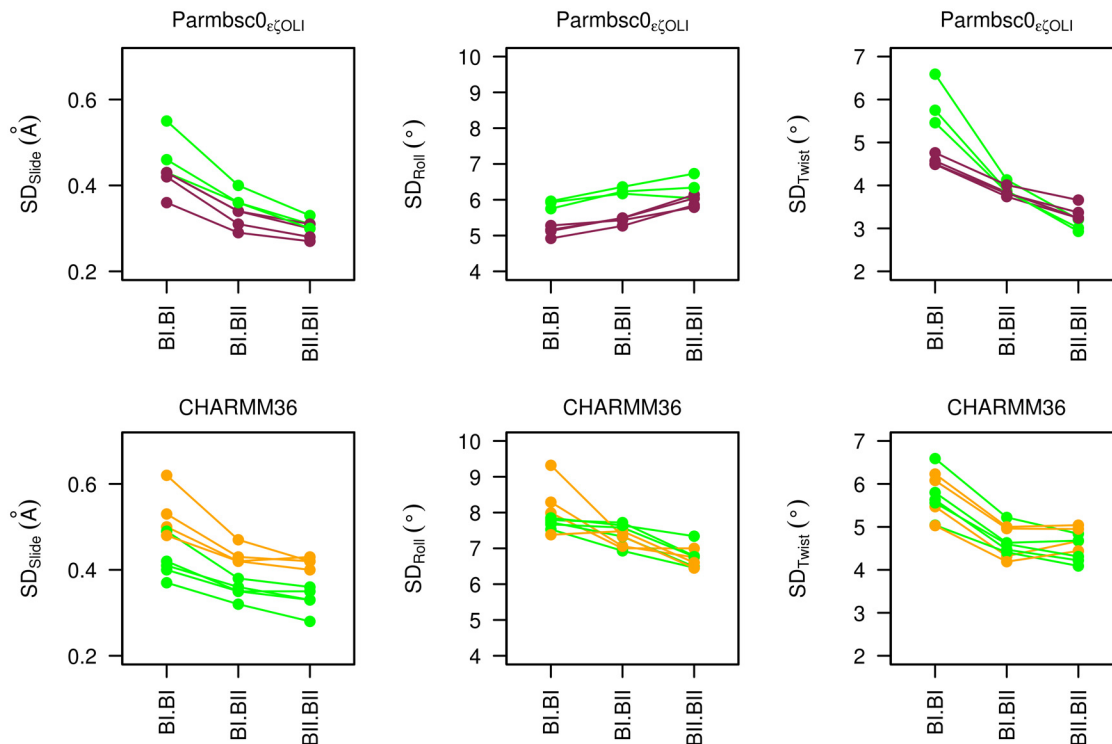 Parmbsc0εζOLI
Parmbsc0εζOLI
Parmbsc0εζOLI
SDSlide (Å)
0.6
0.4
0.2
BI.BI
BI.BII
BII.BII
SDRoll (°)
10
9
8
7
6
5
4
BI.BI
BI.BII
BII.BII
SDTwist (°)
7
6
5
4
3
2
BI.BI
BI.BII
BII.BII
CHARMM36
CHARMM36
CHARMM36
SDSlide (Å)
0.6
0.4
0.2
BI.BI
BI.BII
BII.BII
SDRoll (°)
10
9
8
7
6
5
4
BI.BI
BI.BII
BII.BII
SDTwist (°)
7
6
5
4
3
2
BI.BI
BI.BII
BII.BII